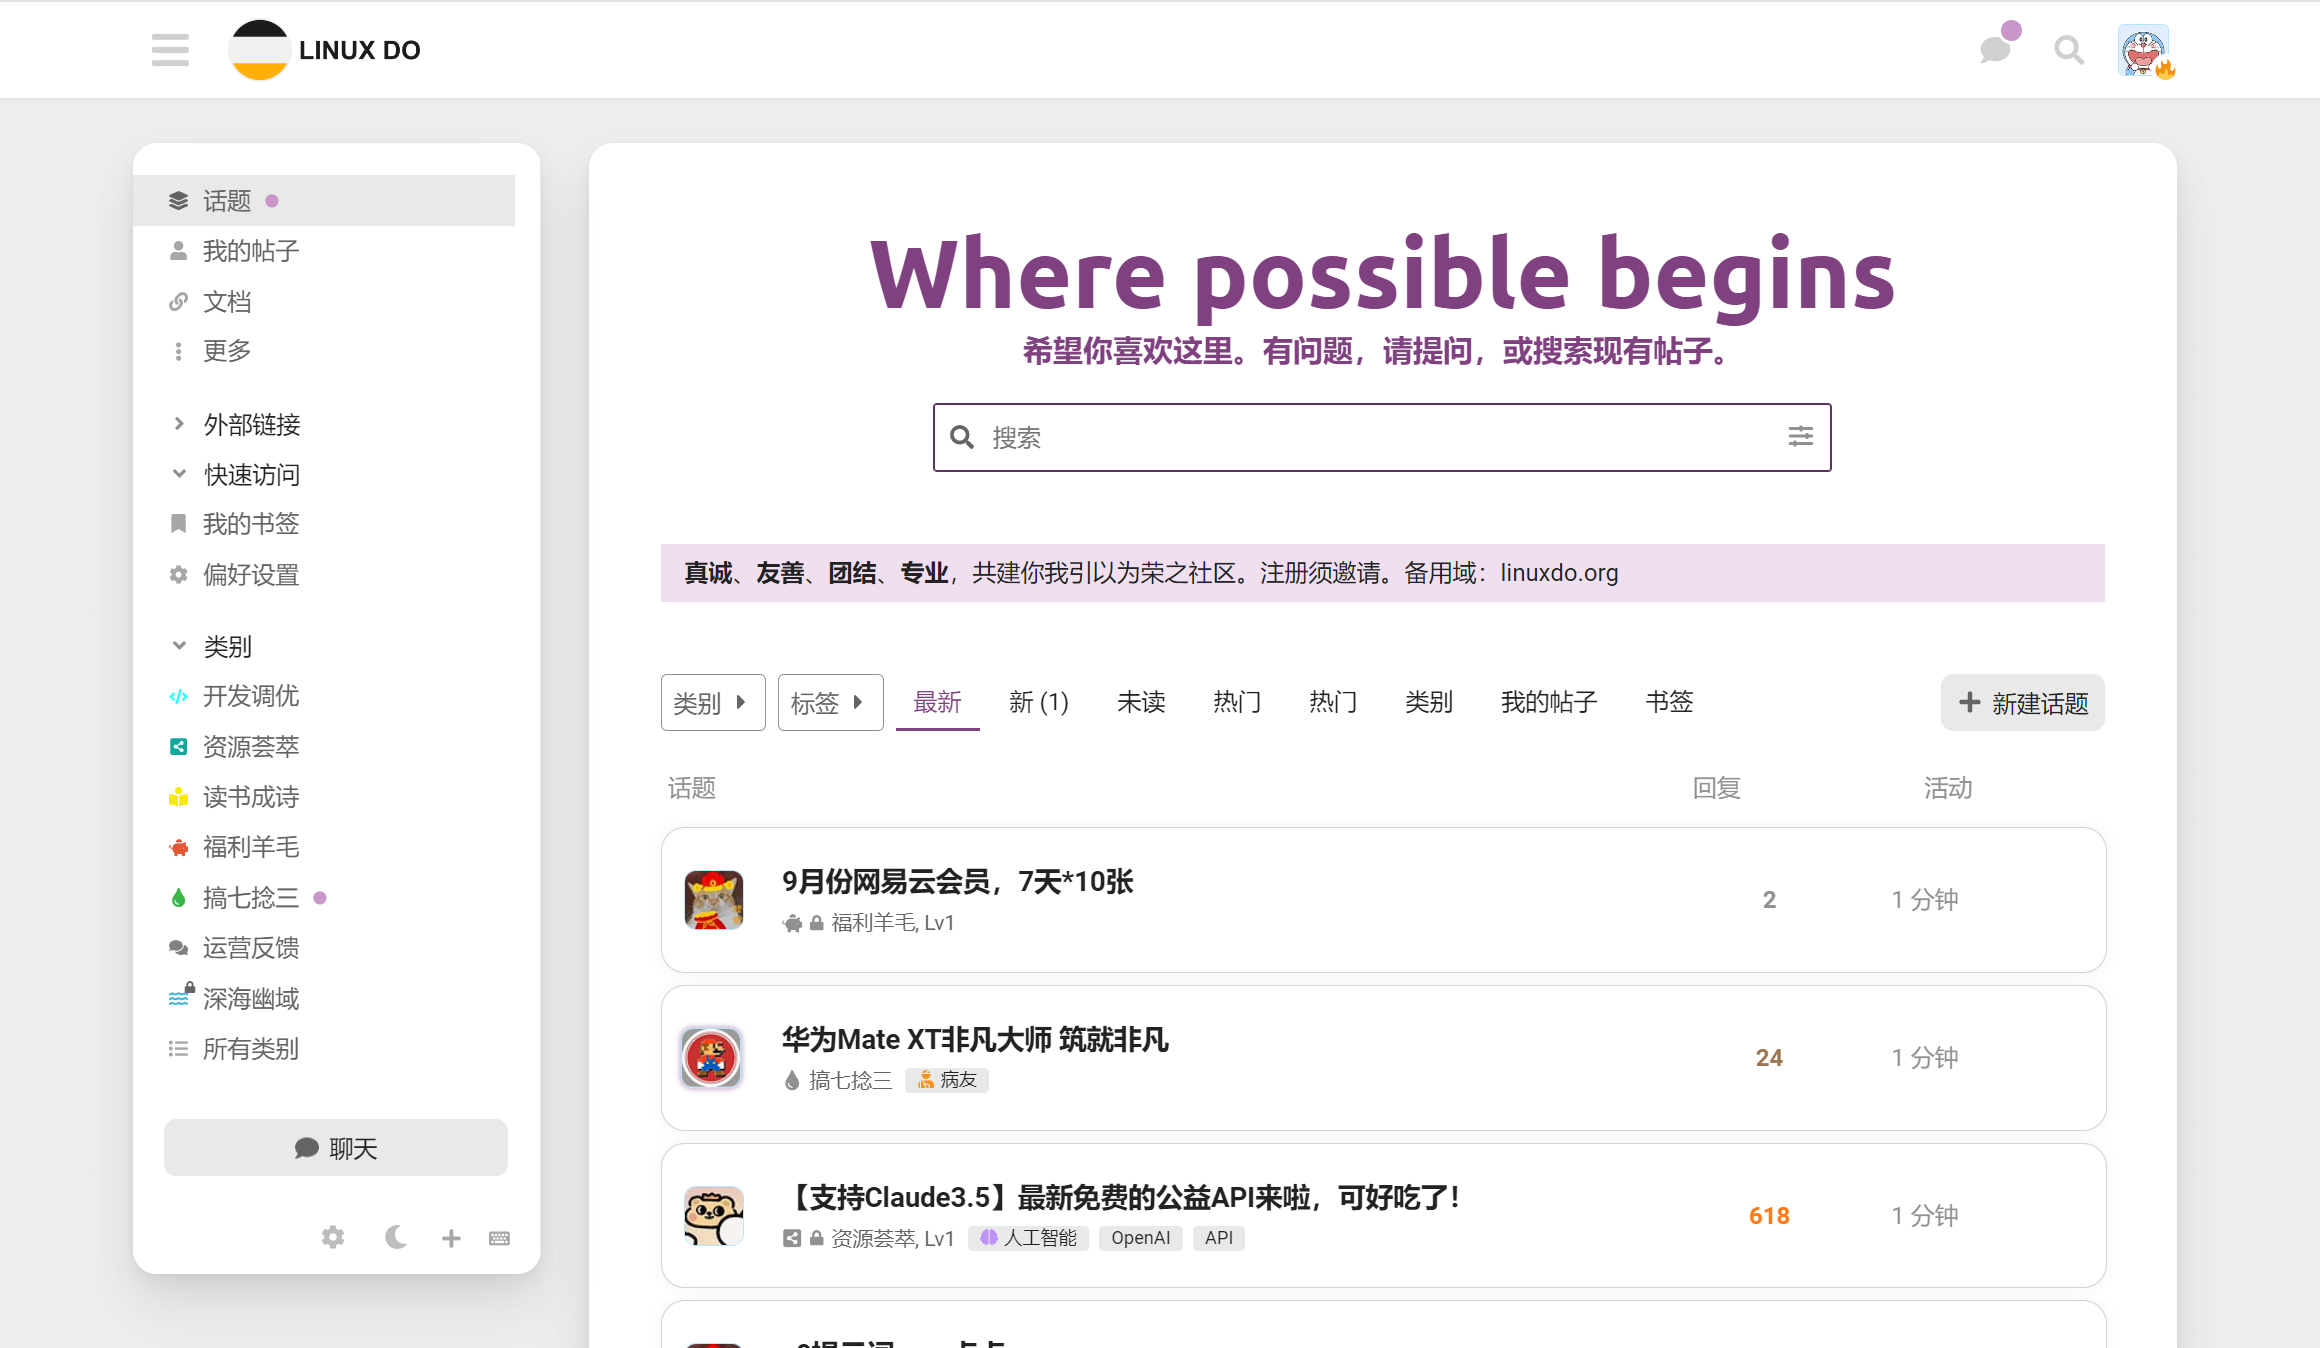 LINUX DO
话题
我的帖子
文档
更多
外部链接
快速访问
我的书签
偏好设置
类别
开发调优
资源荟萃
读书成诗
福利羊毛
搞七捻三
运营反馈
深海幽域
所有类别
聊天
Where possible begins
希望你喜欢这里。有问题，请提问，或搜索现有帖子。
搜索
真诚、友善、团结、专业，共建你我引以为荣之社区。注册须邀请。备用域：linuxdo.org
类别 标签 最新 新 (1) 未读 热门 热门 类别 我的帖子 书签 新建话题
话题 回复 活动
9月份网易云会员，7天*10张
福利羊毛, Lv1
2 1 分钟
华为Mate XT非凡大师 筑就非凡
搞七捻三 病友
24 1 分钟
【支持Claude3.5】最新免费的公益API来啦，可好吃了！
资源荟萃, Lv1 人工智能 OpenAI API
618 1 分钟